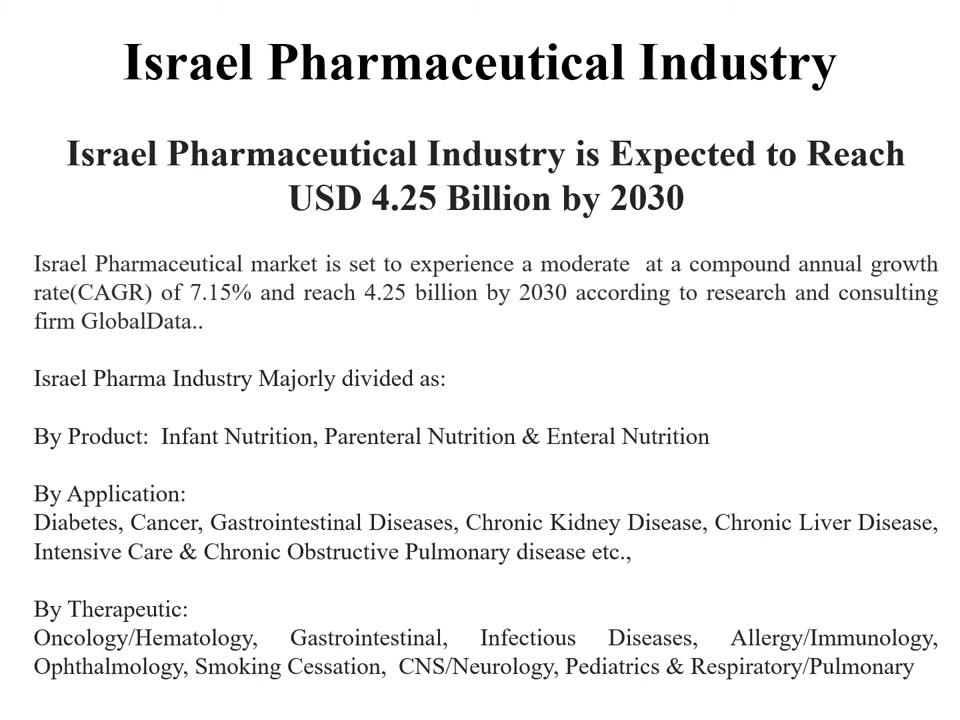 Israel Pharmaceutical Industry
Israel Pharmaceutical Industry is Expected to Reach
USD 4.25 Billion by 2030
Israel Pharmaceutical market is set to experience a moderate  at a compound annual growth
rate(CAGR) of 7.15% and reach 4.25 billion by 2030 according to research and consulting
firm GlobalData..
Israel Pharma Industry Majorly divided as:
By Product:  Infant Nutrition, Parenteral Nutrition & Enteral Nutrition
By Application:
Diabetes, Cancer, Gastrointestinal Diseases, Chronic Kidney Disease, Chronic Liver Disease,
Intensive Care & Chronic Obstructive Pulmonary disease etc.,
By Therapeutic:
Oncology/Hematology, Gastrointestinal, Infectious Diseases, Allergy/Immunology,
Ophthalmology, Smoking Cessation,  CNS/Neurology, Pediatrics & Respiratory/Pulmonary